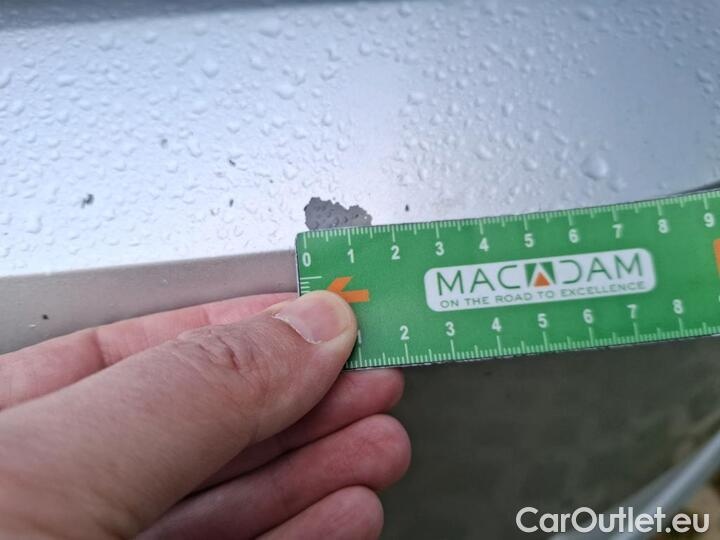 0 1 2 3 4 5 6 7 8 9
MACADAM
ON THE ROAD TO EXCELLENCE
2 3 4 5 6 7 8
CarOutlet.eu